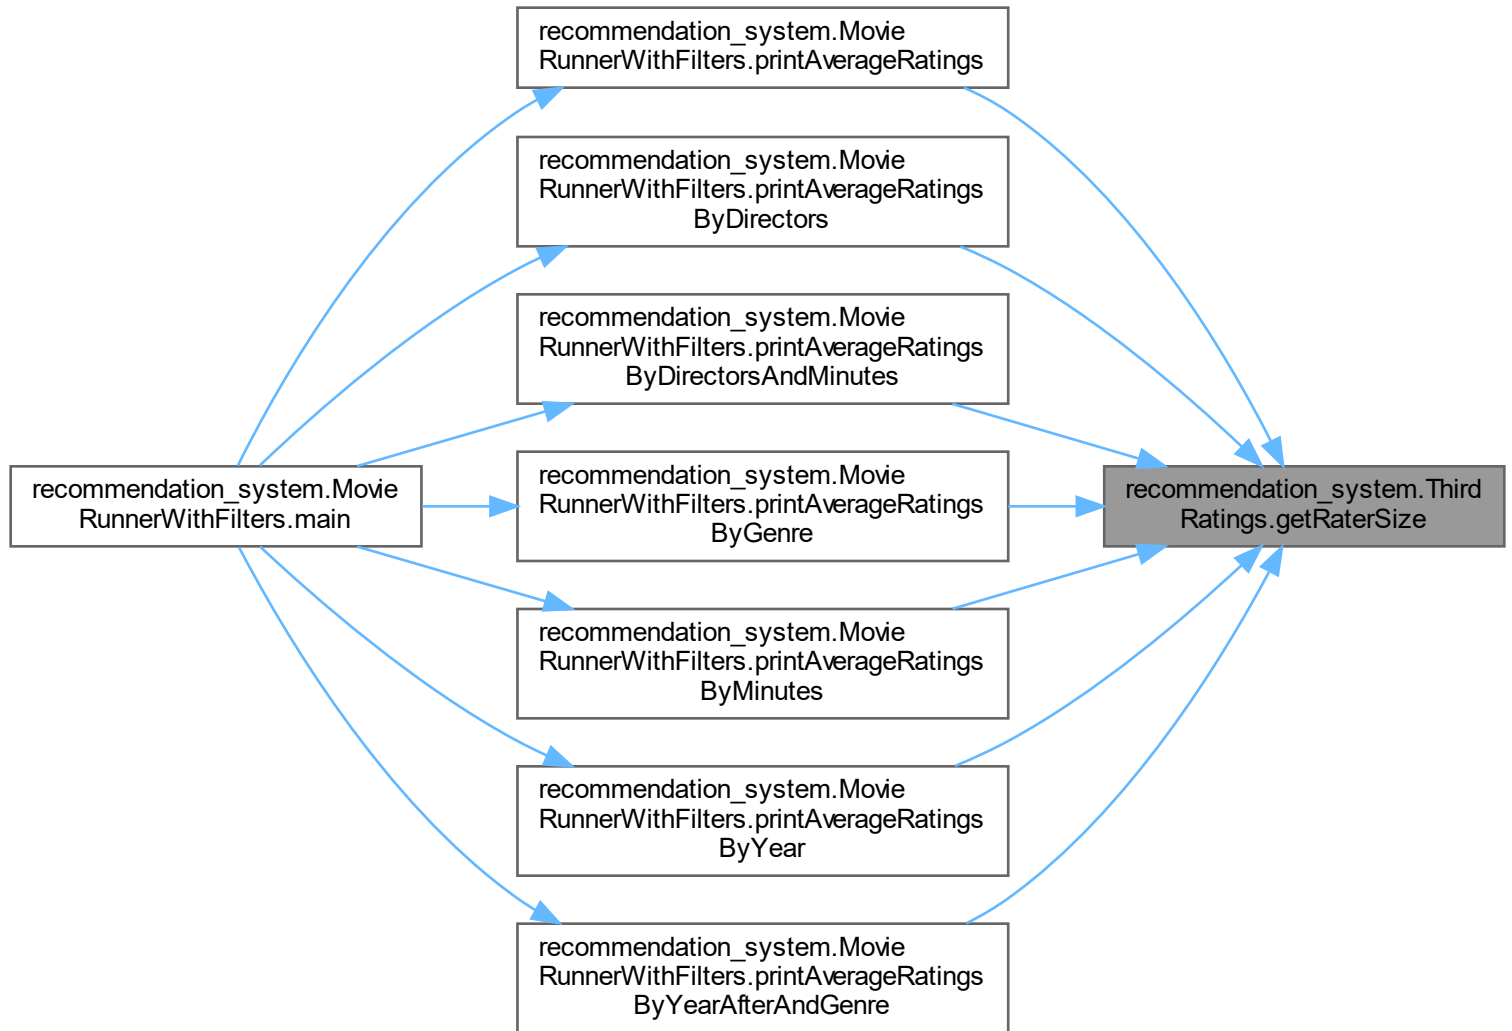 recommendation_system.Movie
RunnerWithFilters.printAverageRatings
recommendation_system.Movie
RunnerWithFilters.printAverageRatings
ByDirectors
recommendation_system.Movie
RunnerWithFilters.printAverageRatings
ByDirectorsAndMinutes
recommendation_system.Movie
RunnerWithFilters.main
recommendation_system.Movie
RunnerWithFilters.printAverageRatings
ByGenre
recommendation_system.Third
Ratings.getRaterSize
recommendation_system.Movie
RunnerWithFilters.printAverageRatings
ByMinutes
recommendation_system.Movie
RunnerWithFilters.printAverageRatings
ByYear
recommendation_system.Movie
RunnerWithFilters.printAverageRatings
ByYearAfterAndGenre